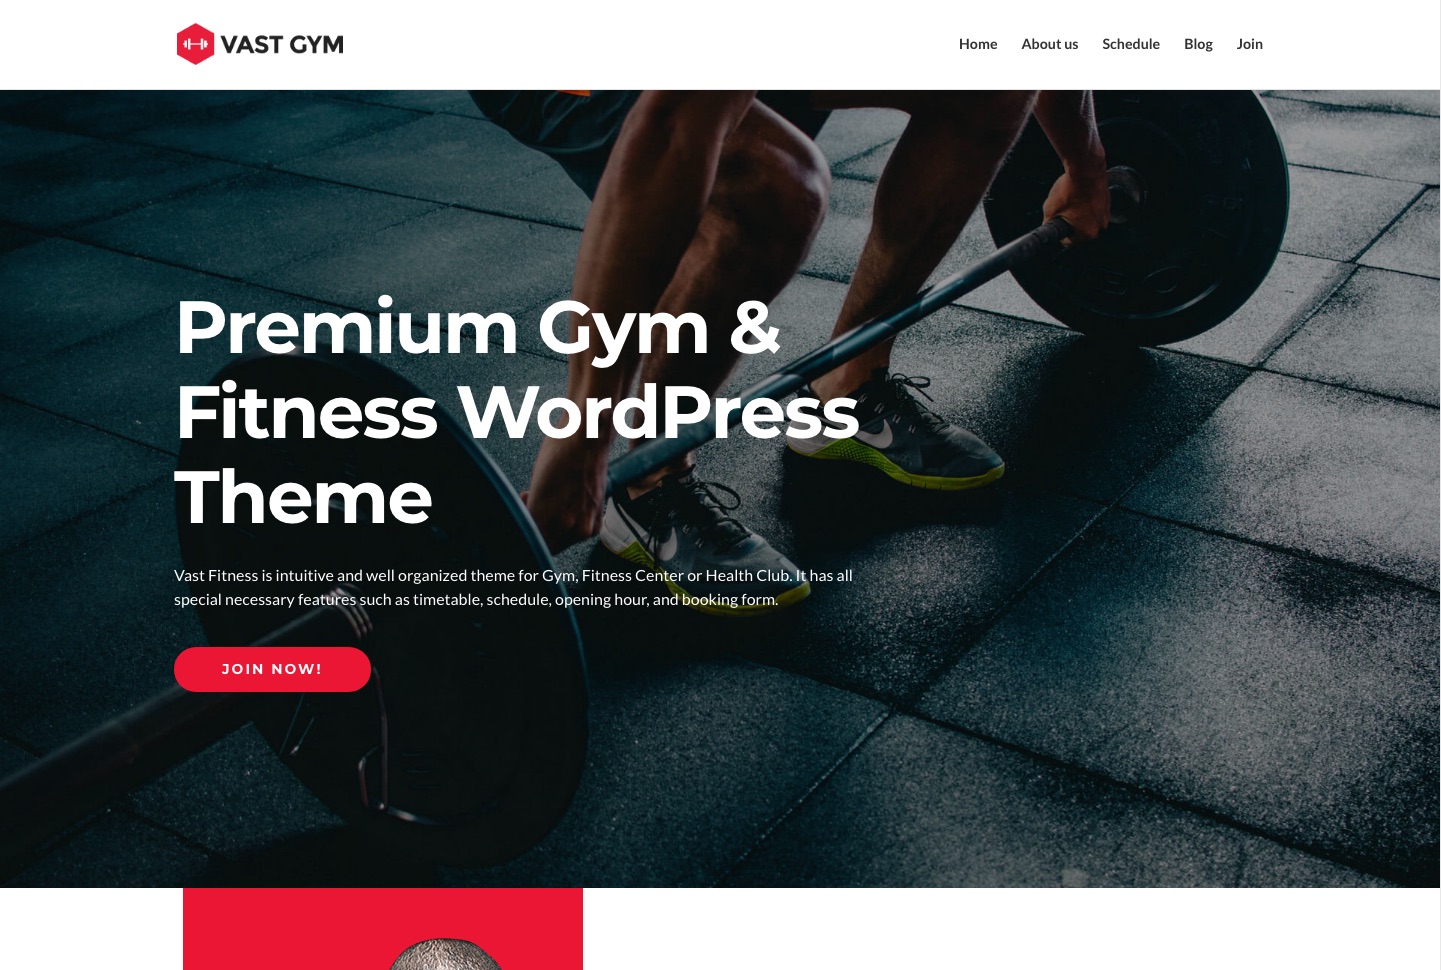 VAST GYM
Home About us Schedule Blog Join
Premium Gym &
Fitness WordPress
Theme
Vast Fitness is intuitive and well organized theme for Gym, Fitness Center or Health Club. It has all
special necessary features such as timetable, schedule, opening hour, and booking form.
JOIN NOW!